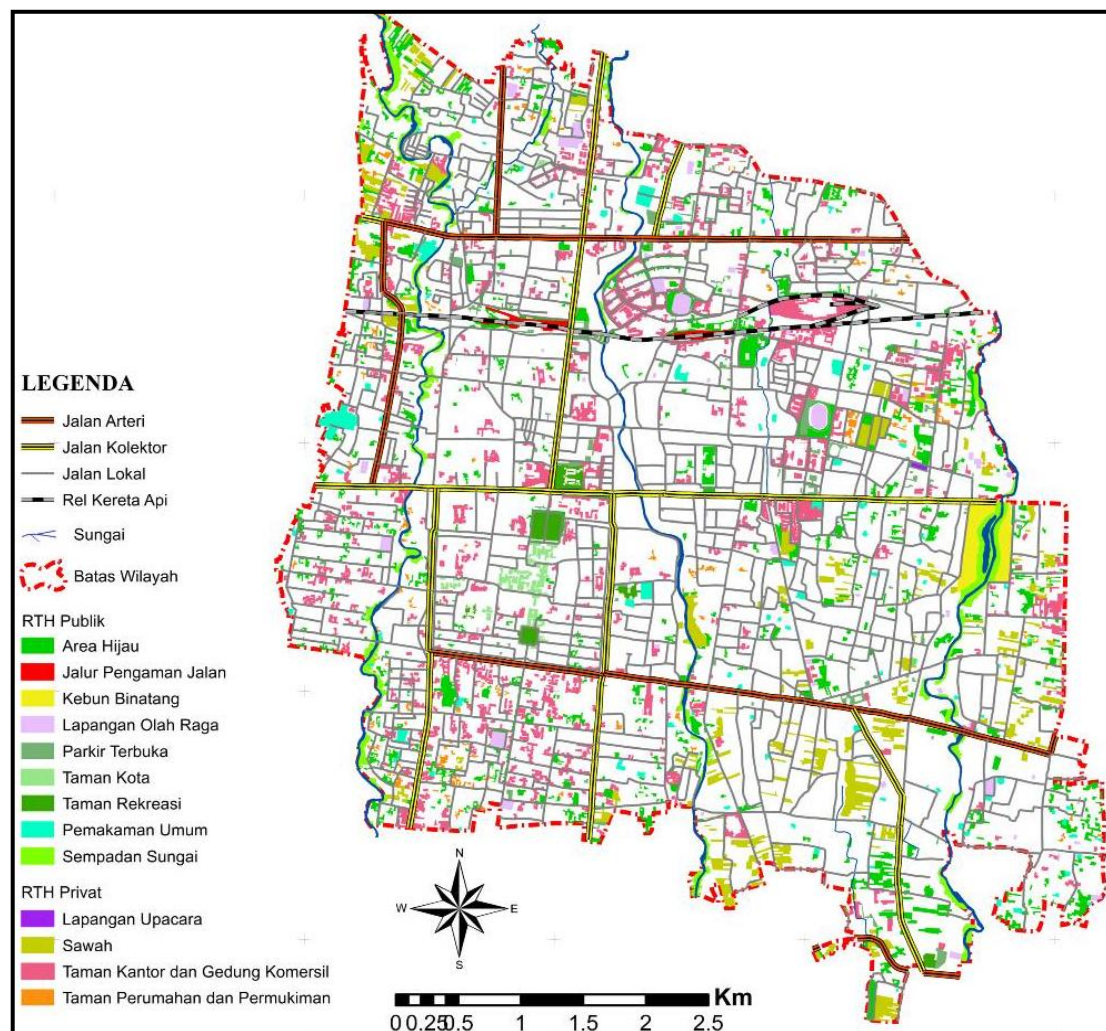 LEGENDA
Jalan Arteri
Jalan Kolektor
Jalan Lokal
Rel Kereta Api
Sungai
Batas Wilayah
RTH Publik
Area Hijau
Jalur Pengaman Jalan
Kebun Binatang
Lapangan Olah Raga
Parkir Terbuka
Taman Kota
Taman Rekreasi
Pemakaman Umum
Sempadan Sungai
RTH Privat
Lapangan Upacara
Sawah
Taman Kantor dan Gedung Komersil
Taman Perumahan dan Permukiman
N
W E
S
Km
0 0.25 0.5 1 1.5 2 2.5